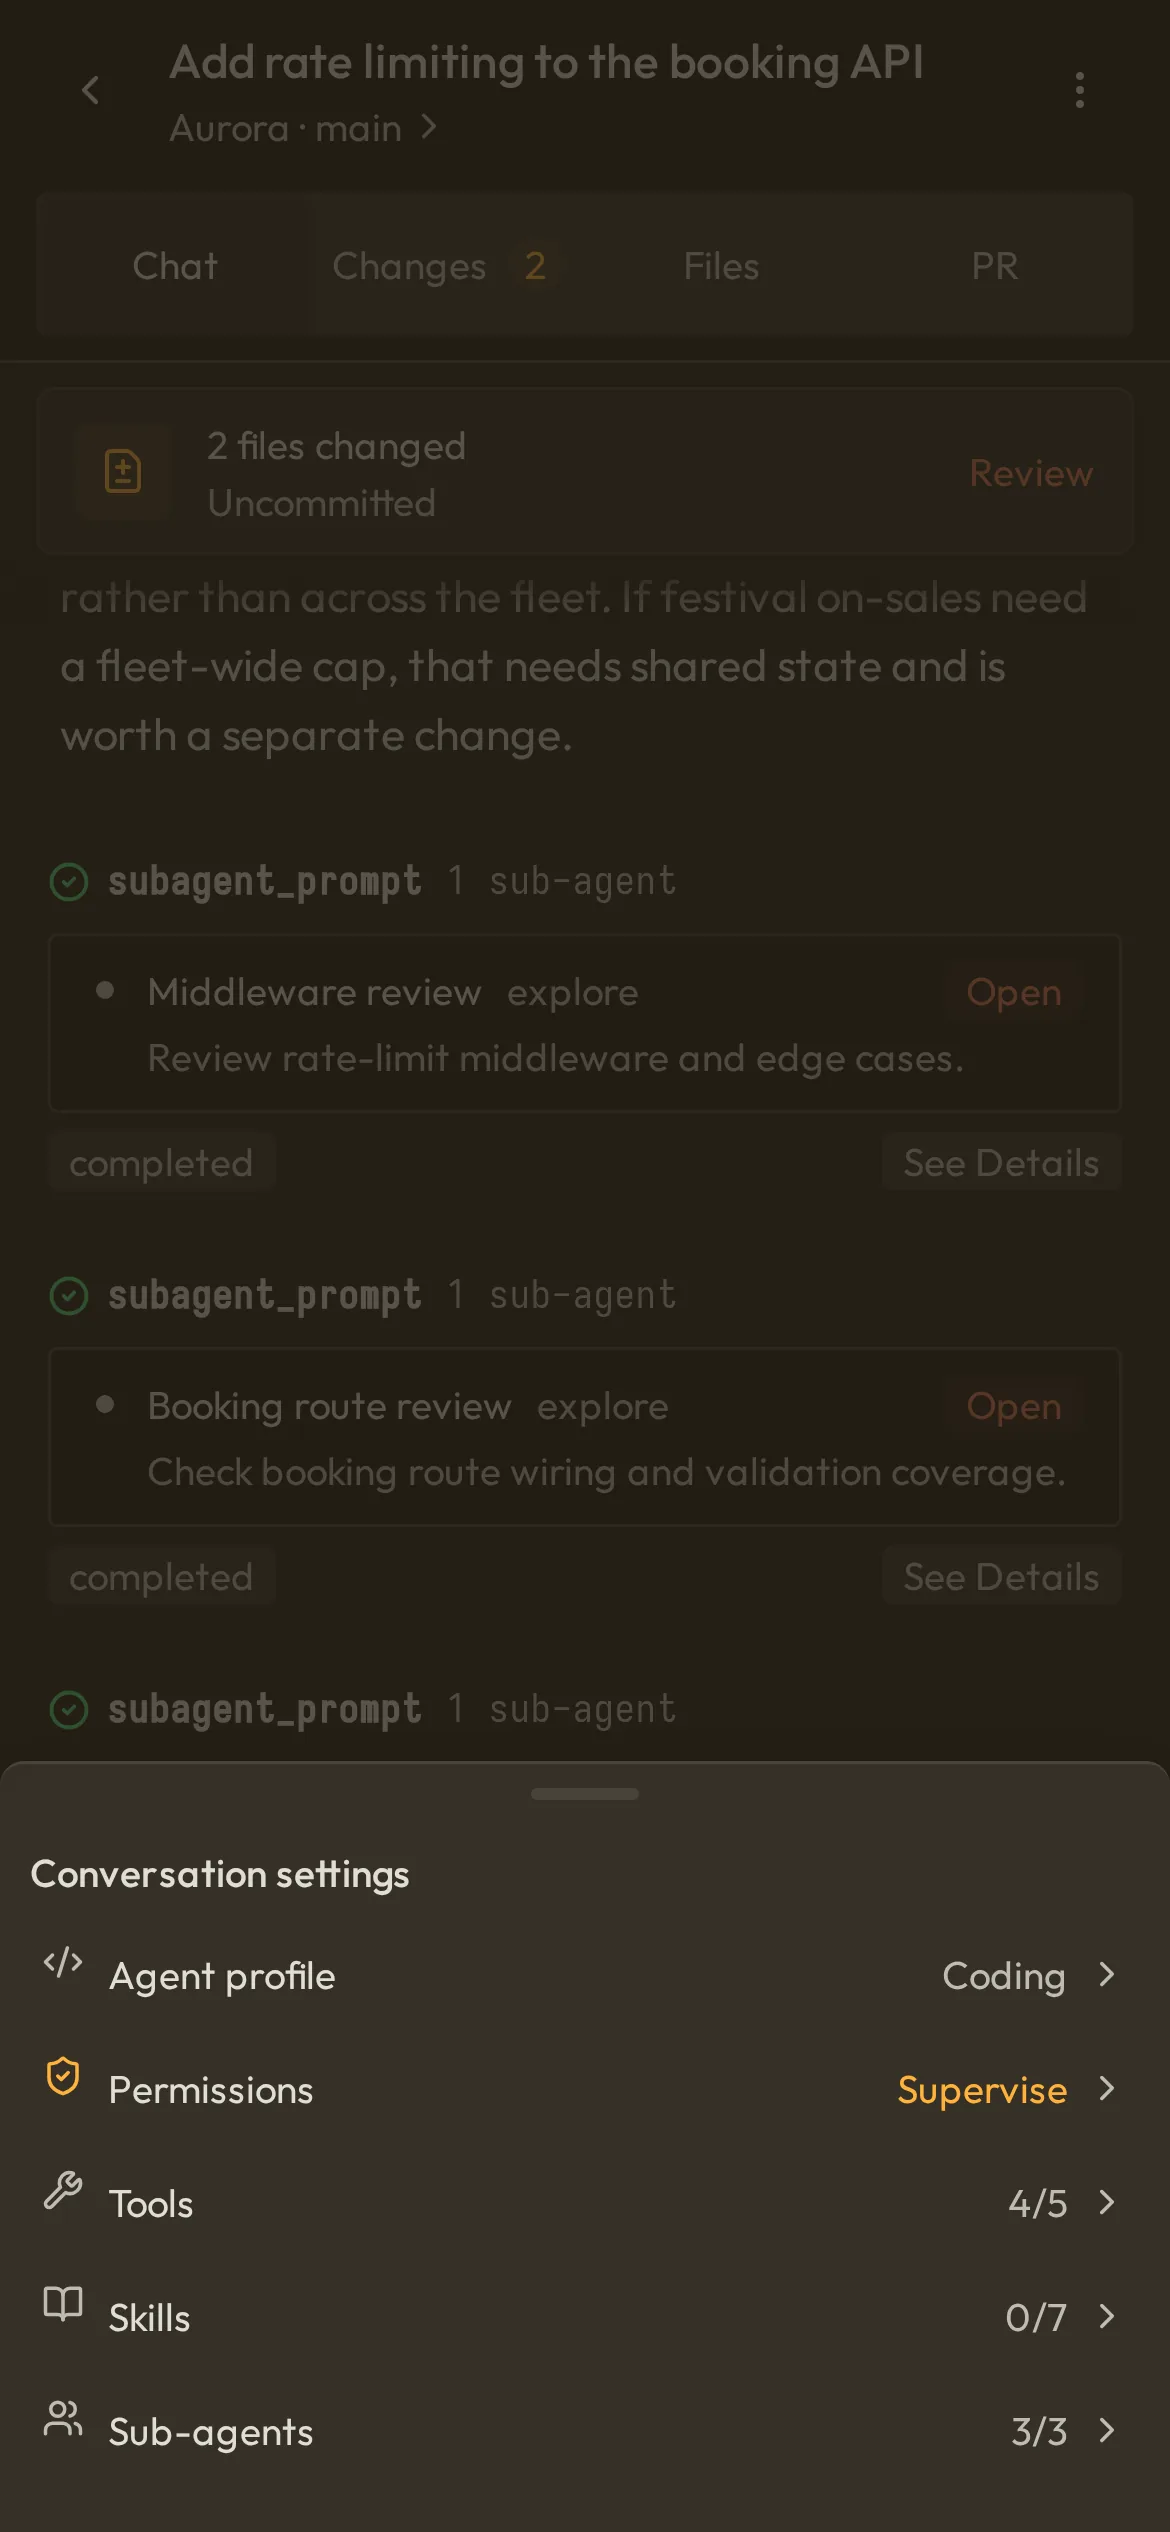 Add rate limiting to the booking API
Aurora · main
Chat
Changes 2
Files
PR
2 files changed
Uncommitted
Review
rather than across the fleet. If festival on-sales need
a fleet-wide cap, that needs shared state and is
worth a separate change.
subagent_prompt 1 sub-agent
Middleware review explore
Open
Review rate-limit middleware and edge cases.
completed
See Details
subagent_prompt 1 sub-agent
Booking route review explore
Open
Check booking route wiring and validation coverage.
completed
See Details
subagent_prompt 1 sub-agent
Conversation settings
Agent profile
Coding
Permissions
Supervise
Tools
4/5
Skills
0/7
Sub-agents
3/3